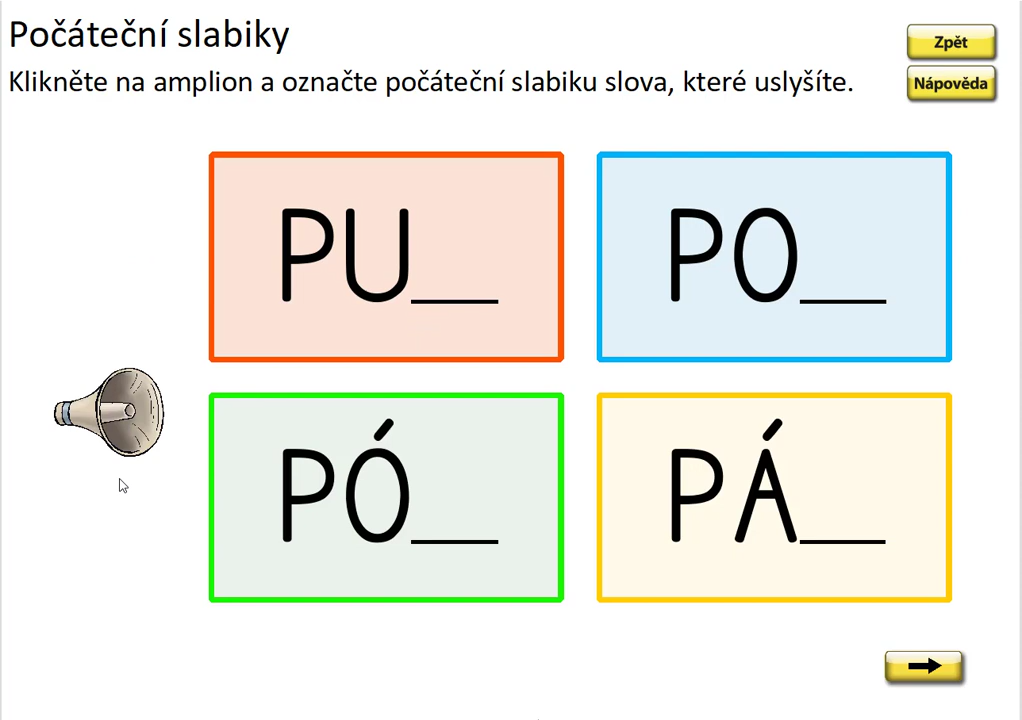 Počáteční slabiky
Klikněte na amplion a označte počáteční slabiku slova, které uslyšíte.
Zpět
Nápověda
PU__
PO__
PÓ__
PÁ__